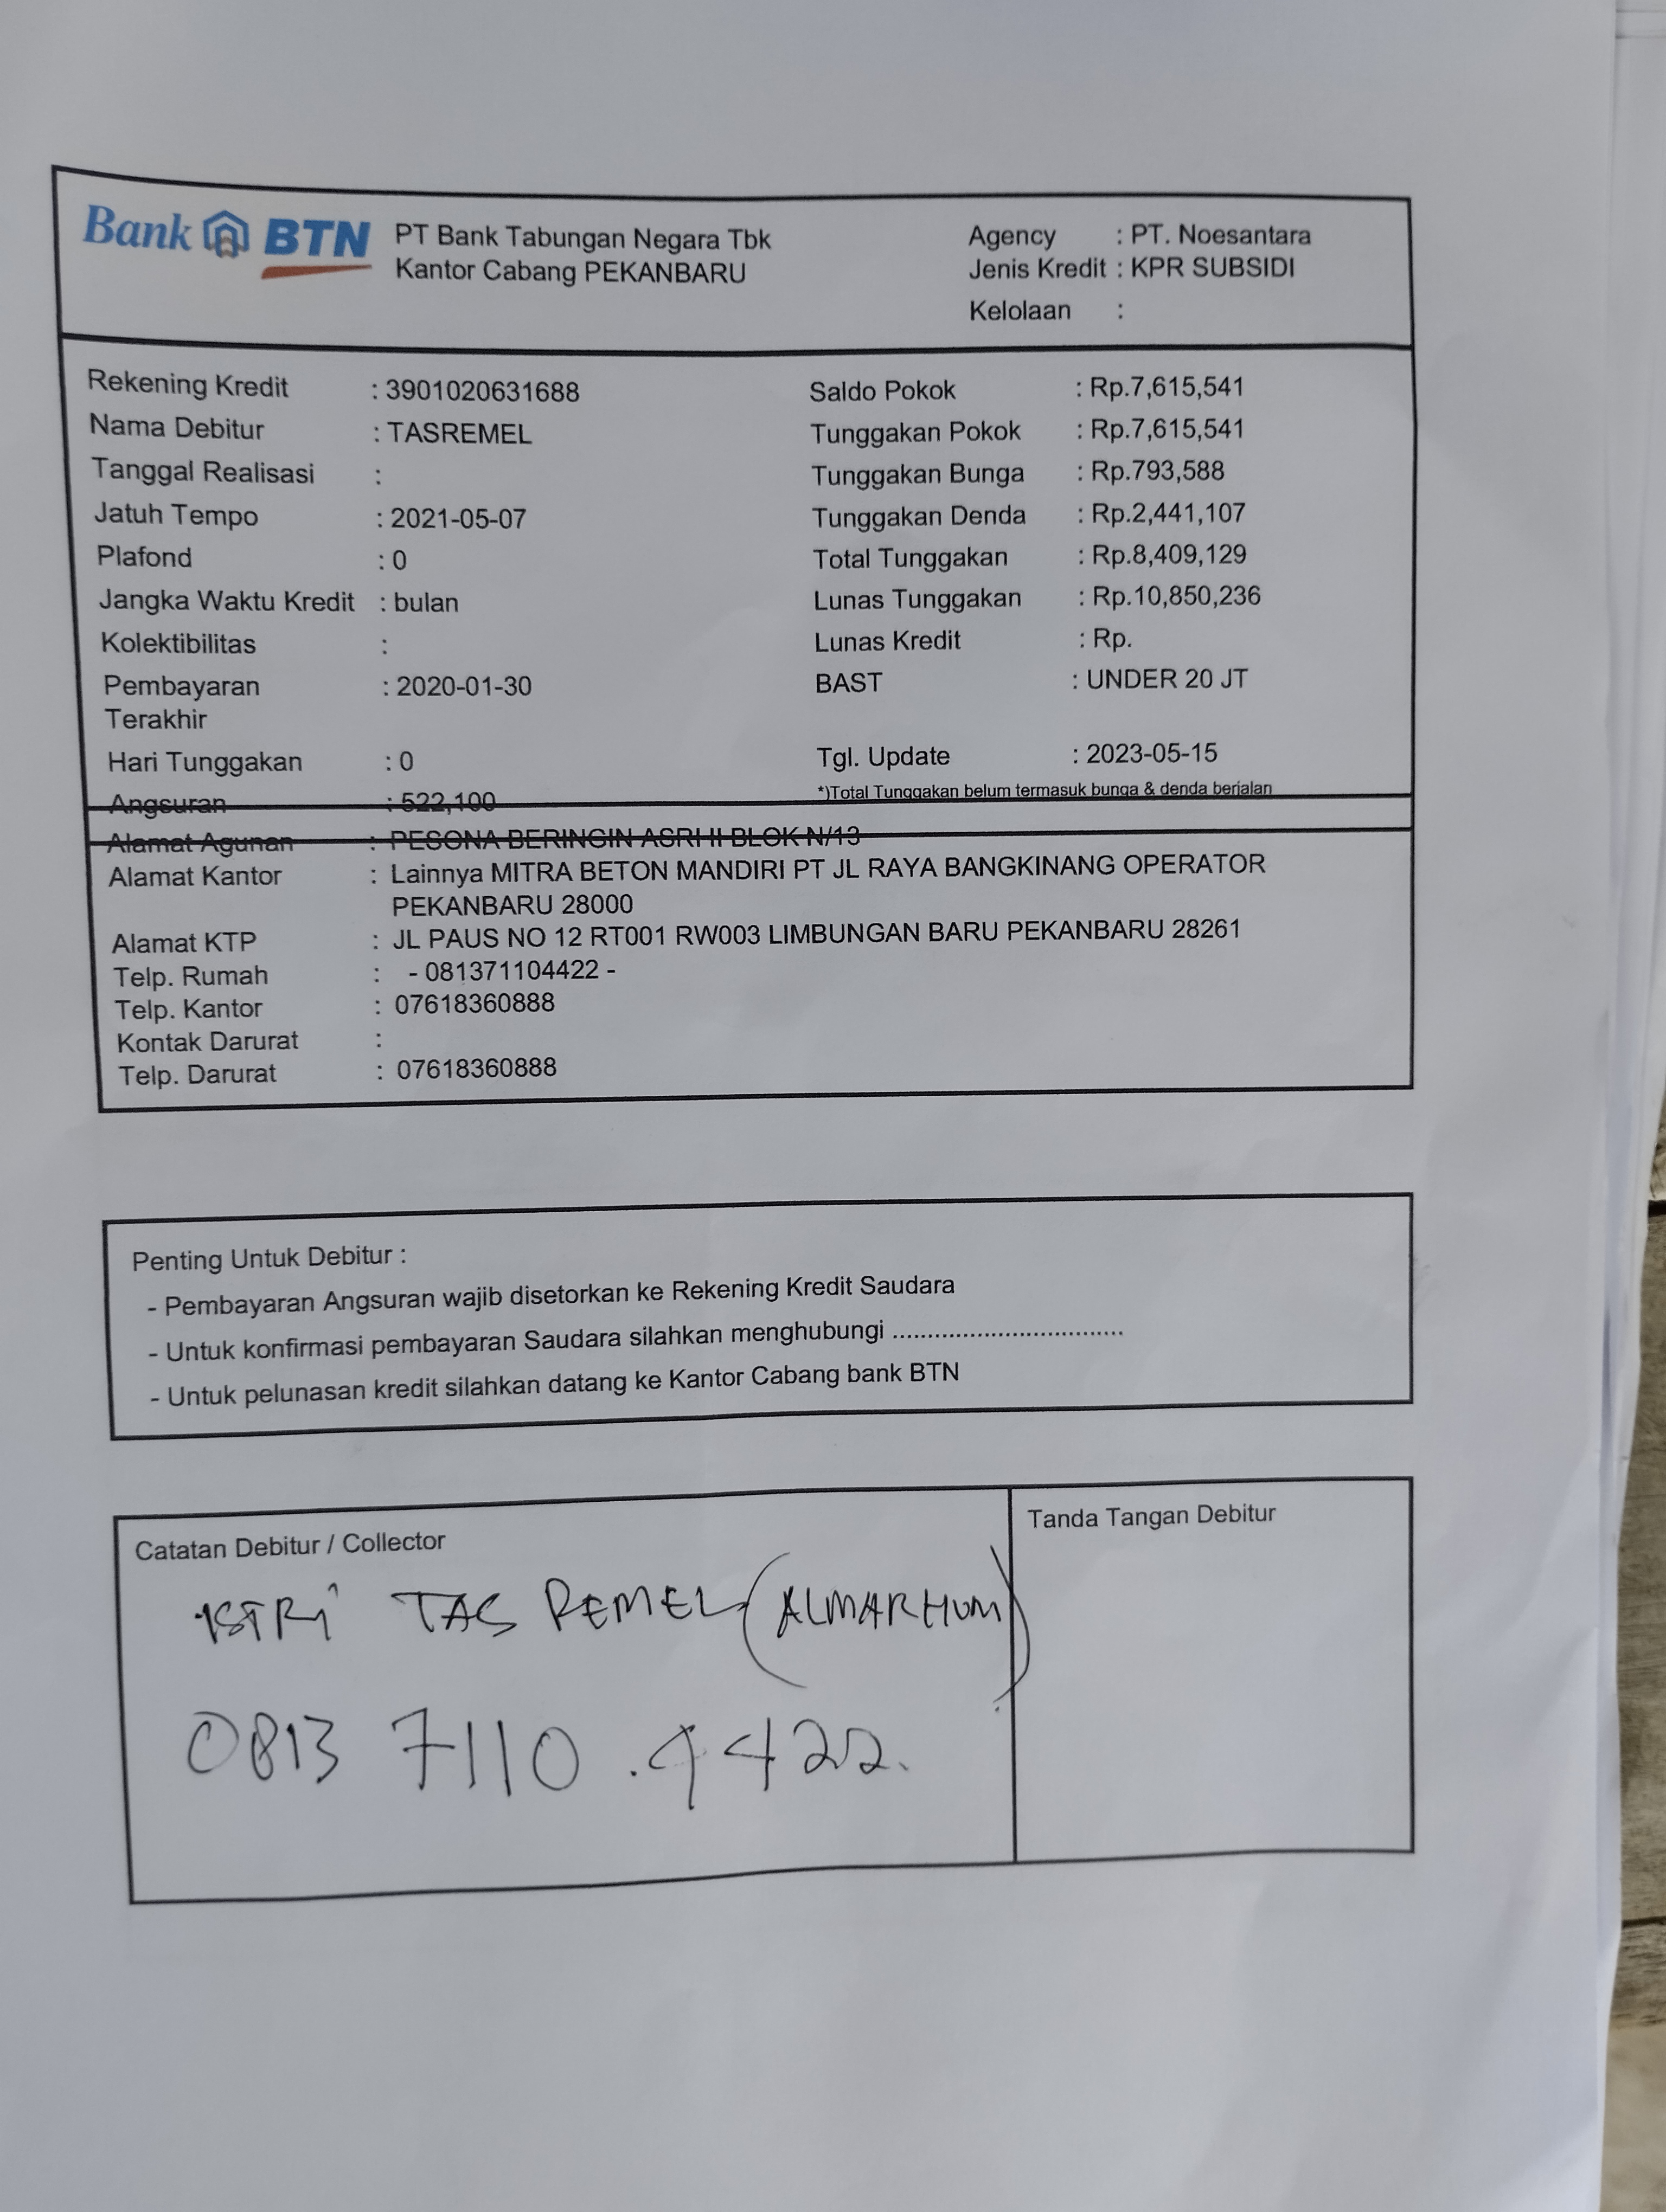 Bank BTN PT Bank Tabungan Negara Tbk
Kantor Cabang PEKANBARU
Agency : PT. Noesantara
Jenis Kredit : KPR SUBSIDI
Kelolaan :
Rekening Kredit : 3901020631688
Nama Debitur : TASREMEL
Tanggal Realisasi :
Jatuh Tempo : 2021-05-07
Plafond : 0
Jangka Waktu Kredit : bulan
Kolektibilitas :
Pembayaran : 2020-01-30
Terakhir
Hari Tunggakan : 0
Angsuran : 522,100
Saldo Pokok : Rp.7,615,541
Tunggakan Pokok : Rp.7,615,541
Tunggakan Bunga : Rp.793,588
Tunggakan Denda : Rp.2,441,107
Total Tunggakan : Rp.8,409,129
Lunas Tunggakan : Rp.10,850,236
Lunas Kredit : Rp.
BAST : UNDER 20 JT
Tgl. Update : 2023-05-15
*)Total Tunggakan belum termasuk bunga & denda berjalan
Alamat Agunan : PESONA BERINGIN ASRI II BLOK N/13
Alamat Kantor : Lainnya MITRA BETON MANDIRI PT JL RAYA BANGKINANG OPERATOR
PEKANBARU 28000
Alamat KTP : JL PAUS NO 12 RT001 RW003 LIMBUNGAN BARU PEKANBARU 28261
Telp. Rumah : - 081371104422 -
Telp. Kantor : 07618360888
Kontak Darurat :
Telp. Darurat : 07618360888
Penting Untuk Debitur :
- Pembayaran Angsuran wajib disetorkan ke Rekening Kredit Saudara
- Untuk konfirmasi pembayaran Saudara silahkan menghubungi ................................
- Untuk pelunasan kredit silahkan datang ke Kantor Cabang bank BTN
Catatan Debitur / Collector
ISTRI TAS REMEL (ALMARHUM)
0813 7110 .4422.
Tanda Tangan Debitur